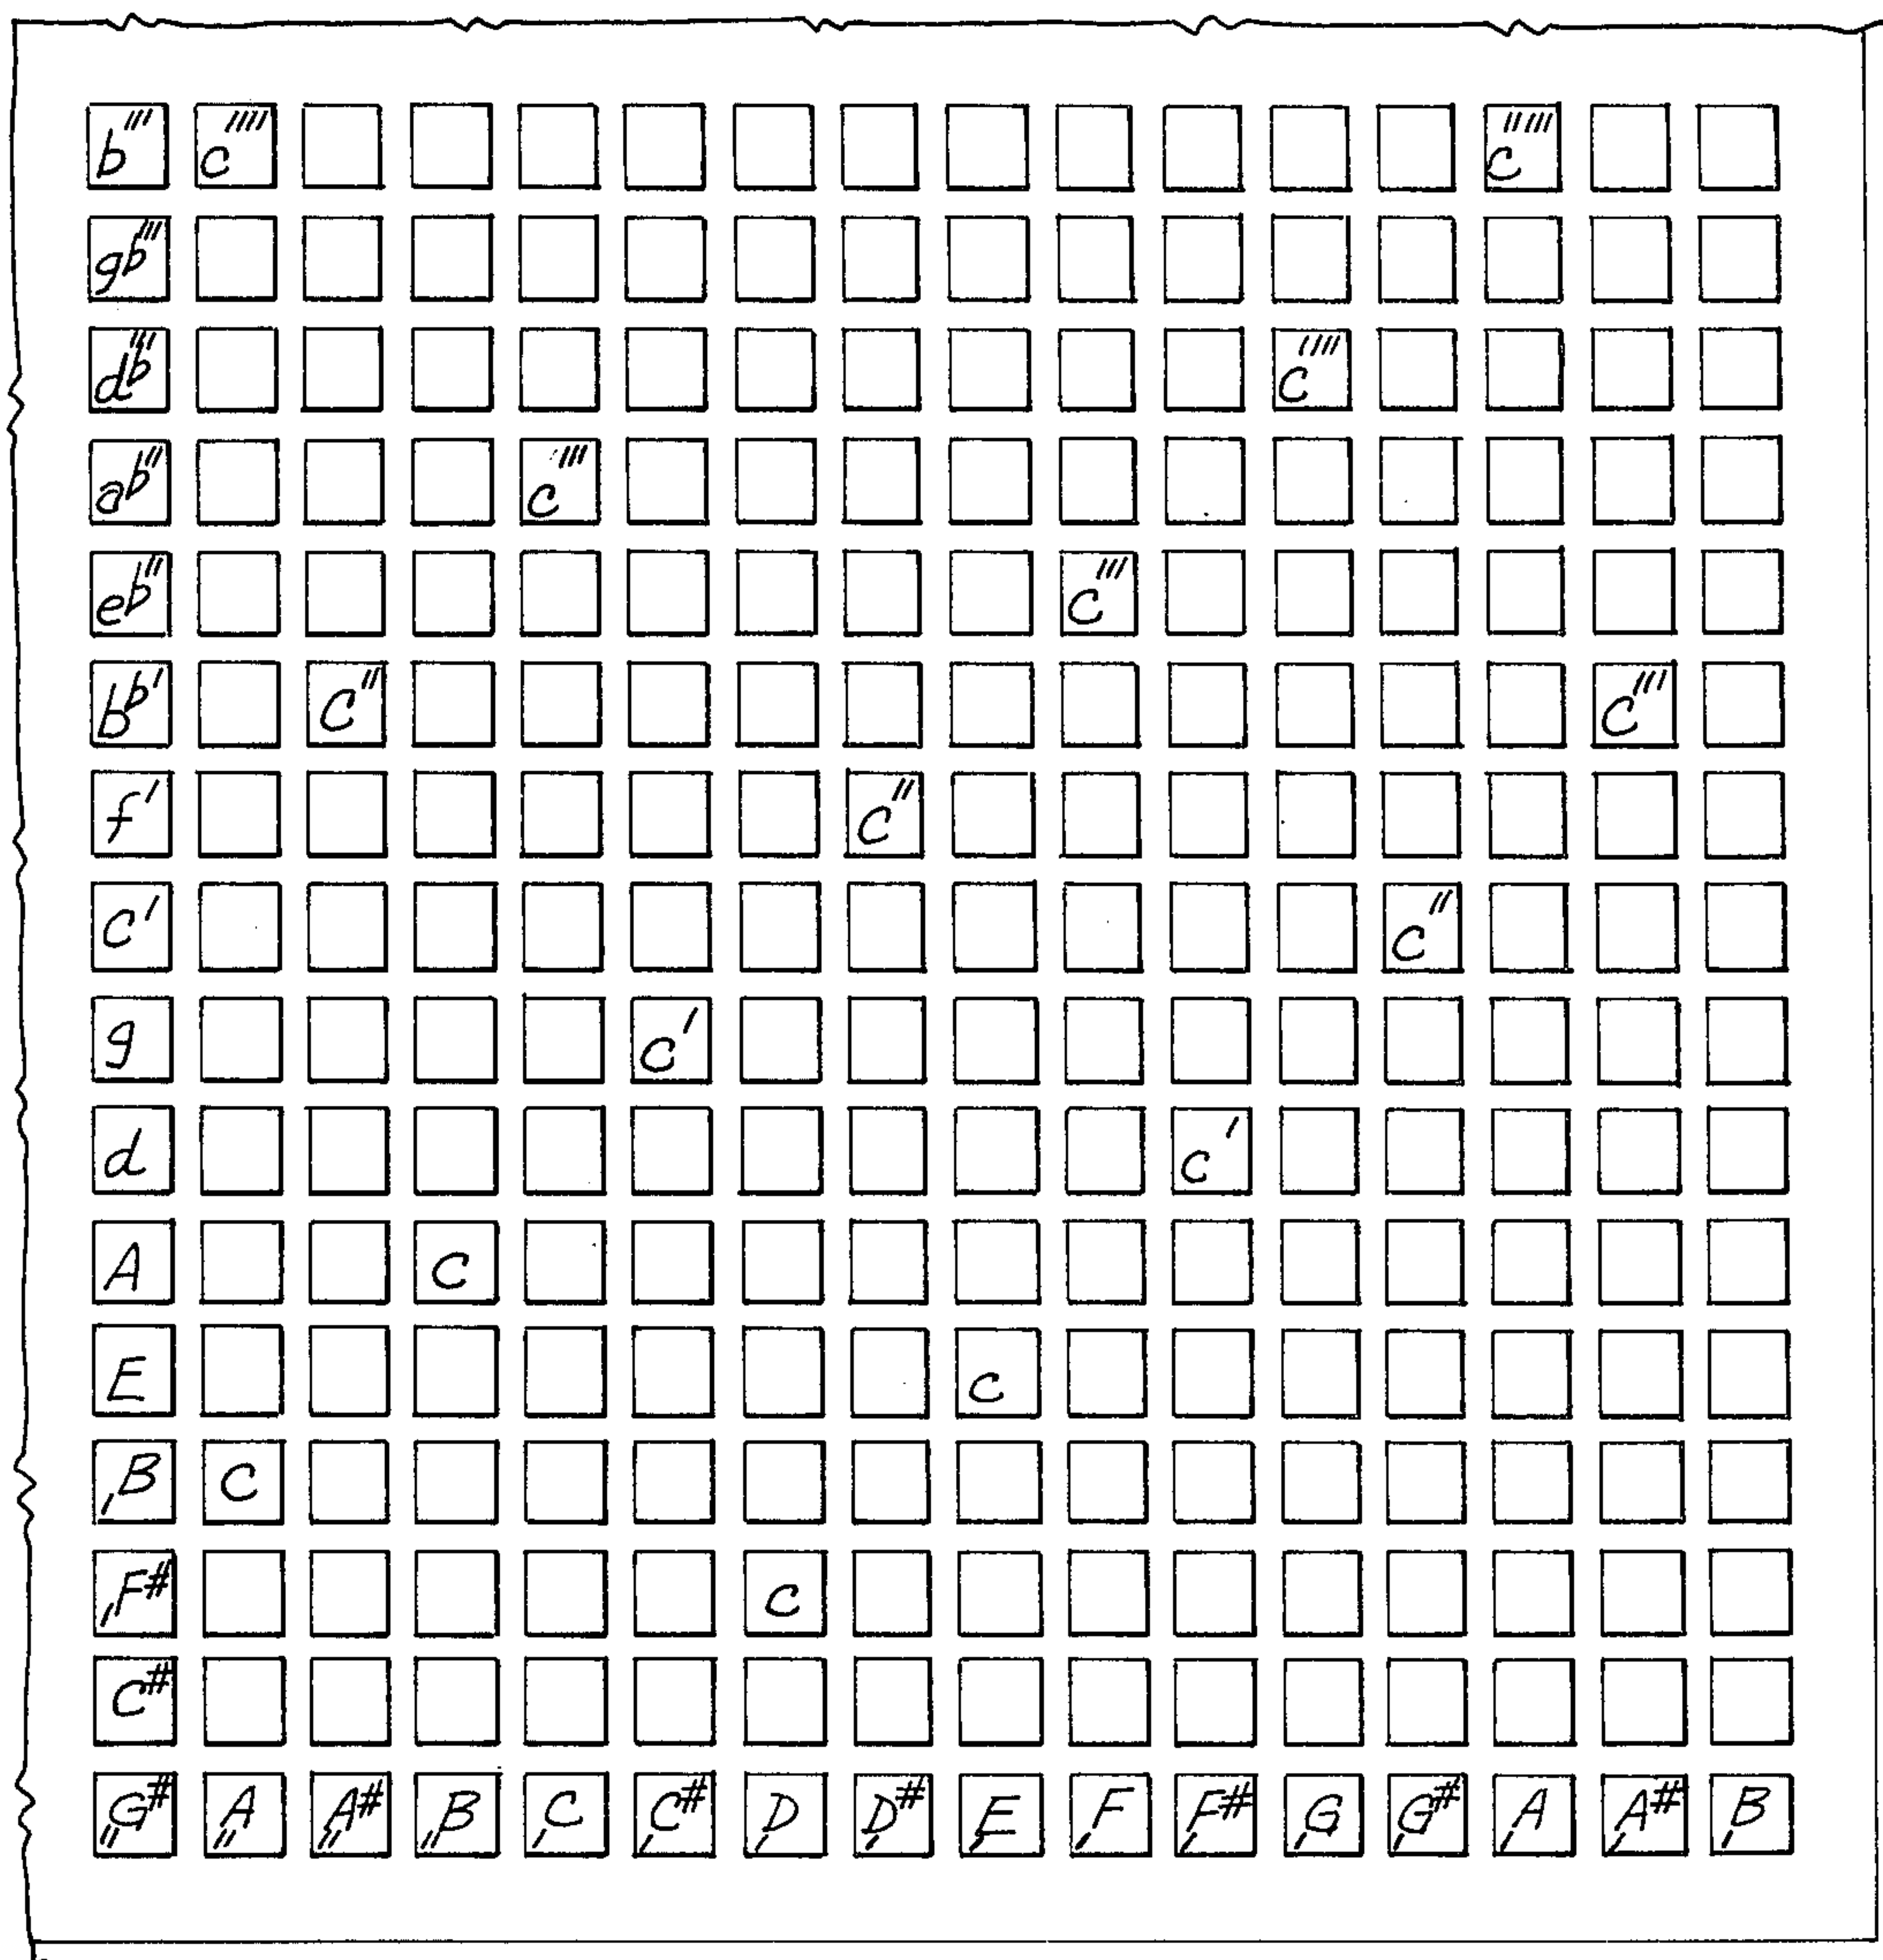 b''' c'''' c'''''
gb'''
db''' c''''
ab'' c'''
eb'' c'''
bb' c'' c'''
f' c''
c' c''
g c'
d c'
A c
E c
,B C
,F# C
C#
,,G# ,,A ,,A# ,,B ,C ,C# ,D ,D# ,E ,F ,F# ,G ,G# ,A ,A# ,B